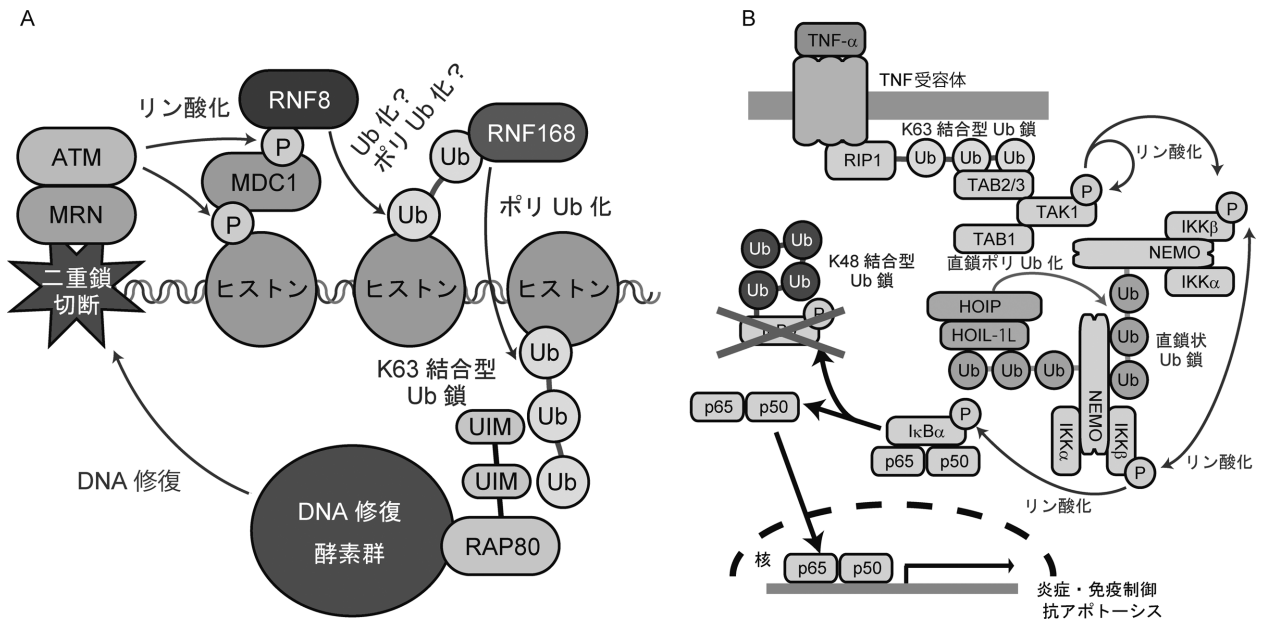 A
リン酸化
RNF8
P
ATM
MDC1
MRN
P
二重鎖
切断
ヒストン
Ub 化？
ポリ Ub 化？
Ub
RNF168
Ub
ポリ Ub 化
ヒストン
ヒストン
Ub
K63 結合型
Ub 鎖
Ub
UIM
UIM
Ub
DNA 修復
DNA 修復
酵素群
RAP80
B
TNF-α
TNF 受容体
K63 結合型 Ub 鎖
RIP1
Ub
Ub
Ub
TAB2/3
リン酸化
P
TAK1
TAB1
P
IKKβ
NEMO
IKKα
直鎖ポリ Ub 化
Ub
Ub
Ub
Ub
K48 結合型
Ub 鎖
P
HOIP
HOIL-1L
Ub
Ub
Ub
Ub
Ub
Ub
直鎖状
Ub 鎖
NEMO
IKKα
IKKβ
P
リン酸化
p65
p50
IκBα
P
p65
p50
リン酸化
核
p65
p50
炎症・免疫制御
抗アポトーシス